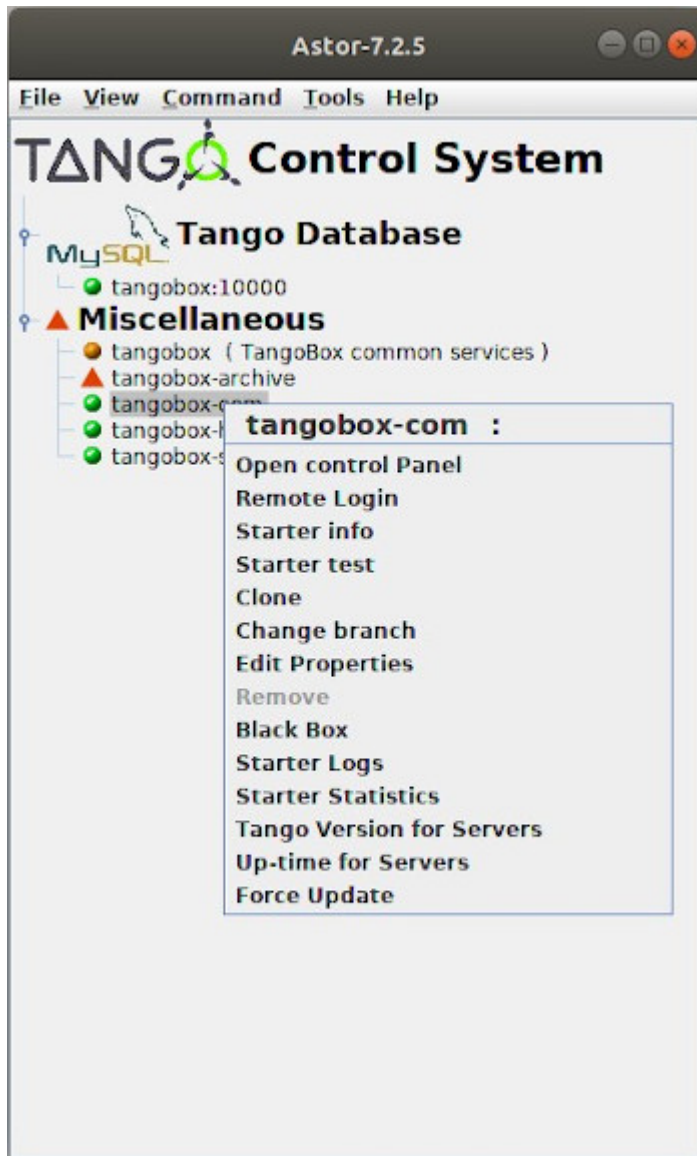 Astor-7.2.5
File View Command Tools Help
TANGO Control System
MySQL Tango Database
tangobox:10000
Miscellaneous
tangobox ( TangoBox common services )
tangobox-archive
tangobox-com
tangobox-com :
Open control Panel
Remote Login
Starter info
Starter test
Clone
Change branch
Edit Properties
Remove
Black Box
Starter Logs
Starter Statistics
Tango Version for Servers
Up-time for Servers
Force Update